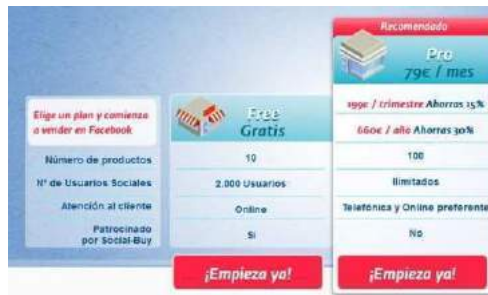 Recomendado
Pro
79€ / mes
Elige un plan y comienza
a vender en Facebook
Free
Gratis
199€ / trimestre Ahorras 15%
660€ / año Ahorras 30%
Número de productos
10
100
Nº de Usuarios Sociales
2.000 Usuarios
Ilimitados
Atención al cliente
Online
Telefónica y Online preferente
Patrocinado
por Social-Buy
Si
No
¡Empieza ya!
¡Empieza ya!